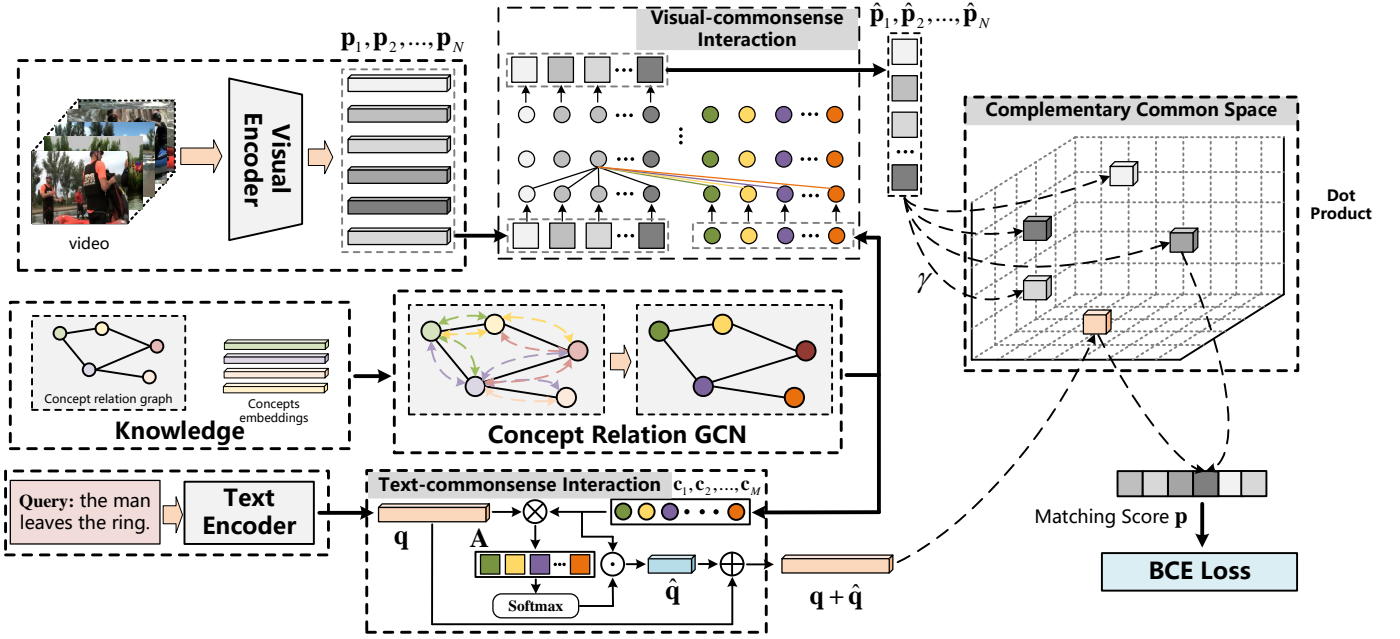 Visual-commonsense
Interaction
p₁, p₂, ..., p_N
p̂₁, p̂₂, ..., p̂_N
Visual
Encoder
video
Complementary Common Space
Dot
Product
γ
Concept relation graph
Concepts
embeddings
Knowledge
Concept Relation GCN
Query: the man
leaves the ring.
Text
Encoder
Text-commonsense Interaction
c₁, c₂, ..., c_M
q
A
Softmax
q̂
q + q̂
Matching Score p
BCE Loss